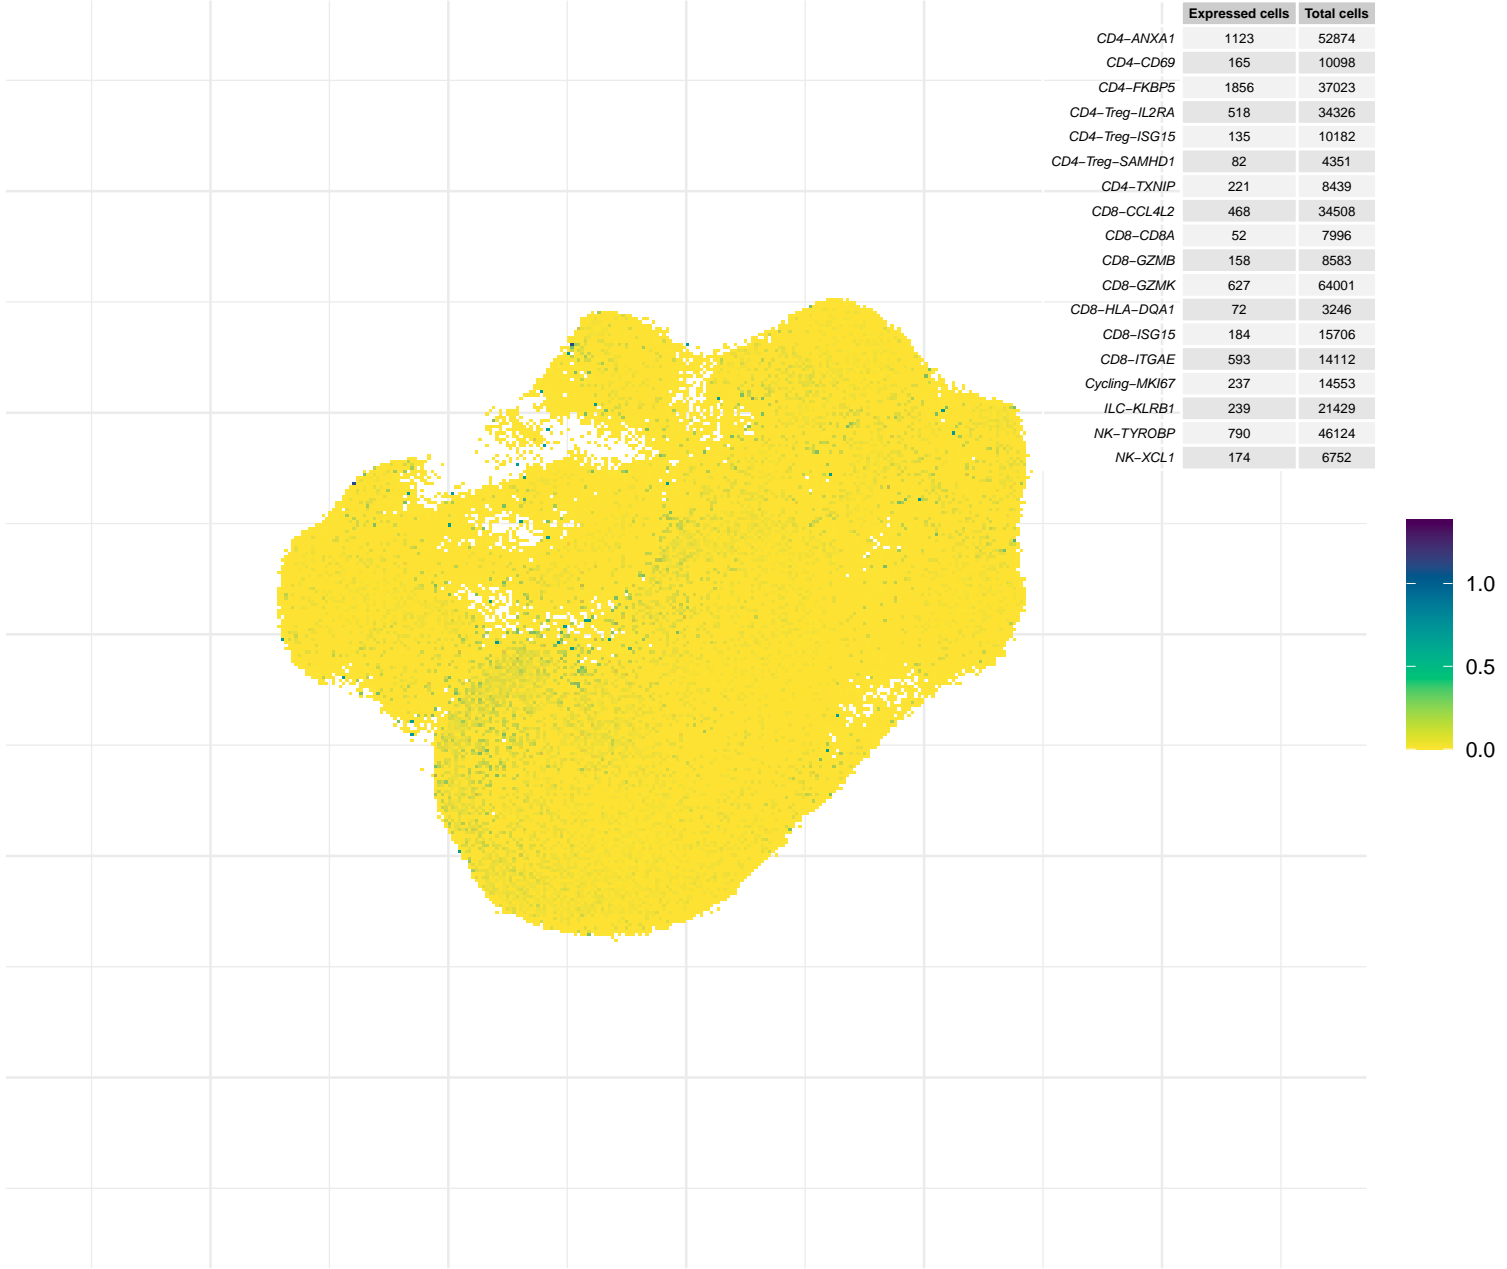 Expressed cells Total cells
CD4−ANXA1 1123 52874
CD4−CD69 165 10098
CD4−FKBP5 1856 37023
CD4−Treg−IL2RA 518 34326
CD4−Treg−ISG15 135 10182
CD4−Treg−SAMHD1 82 4351
CD4−TXNIP 221 8439
CD8−CCL4L2 468 34508
CD8−CD8A 52 7996
CD8−GZMB 158 8583
CD8−GZMK 627 64001
CD8−HLA−DQA1 72 3246
CD8−ISG15 184 15706
CD8−ITGAE 593 14112
Cycling−MKI67 237 14553
ILC−KLRB1 239 21429
NK−TYROBP 790 46124
NK−XCL1 174 6752
1.0
0.5
0.0